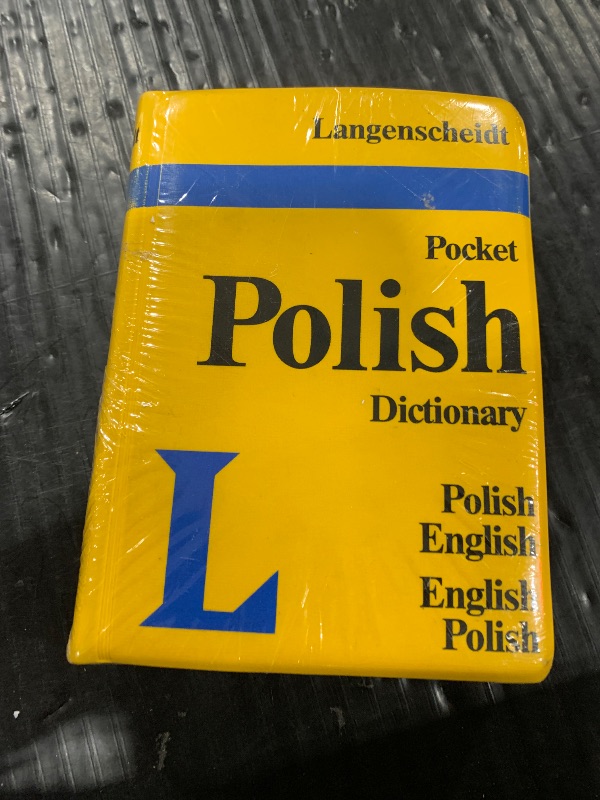 Langenscheidt
Pocket
Polish
Dictionary
L
Polish
English
English
Polish